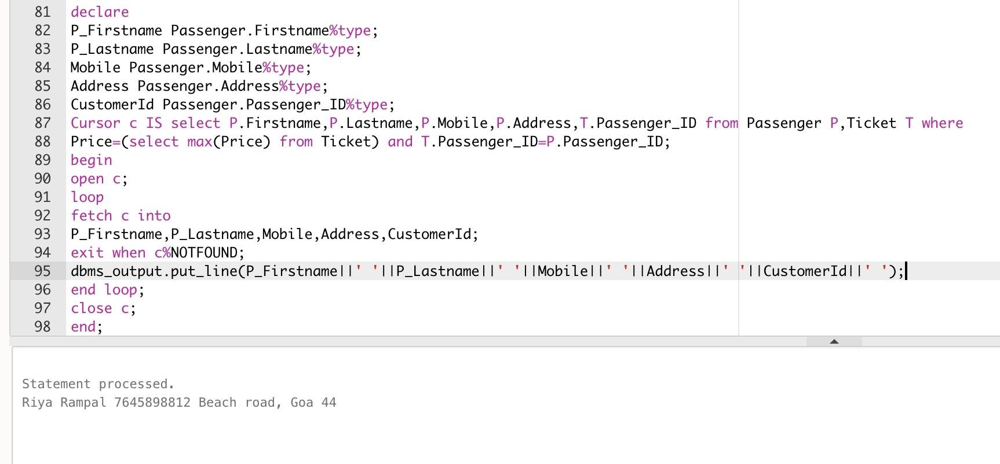 81 declare
82 P_Firstname Passenger.Firstname%type;
83 P_Lastname Passenger.Lastname%type;
84 Mobile Passenger.Mobile%type;
85 Address Passenger.Address%type;
86 CustomerId Passenger.Passenger_ID%type;
87 Cursor c IS select P.Firstname,P.Lastname,P.Mobile,P.Address,T.Passenger_ID from Passenger P,Ticket T where
88 Price=(select max(Price) from Ticket) and T.Passenger_ID=P.Passenger_ID;
89 begin
90 open c;
91 loop
92 fetch c into
93 P_Firstname,P_Lastname,Mobile,Address,CustomerId;
94 exit when c%NOTFOUND;
95 dbms_output.put_line(P_Firstname||' '||P_Lastname||' '||Mobile||' '||Address||' '||CustomerId||' ');
96 end loop;
97 close c;
98 end;
Statement processed.
Riya Rampal 7645898812 Beach road, Goa 44